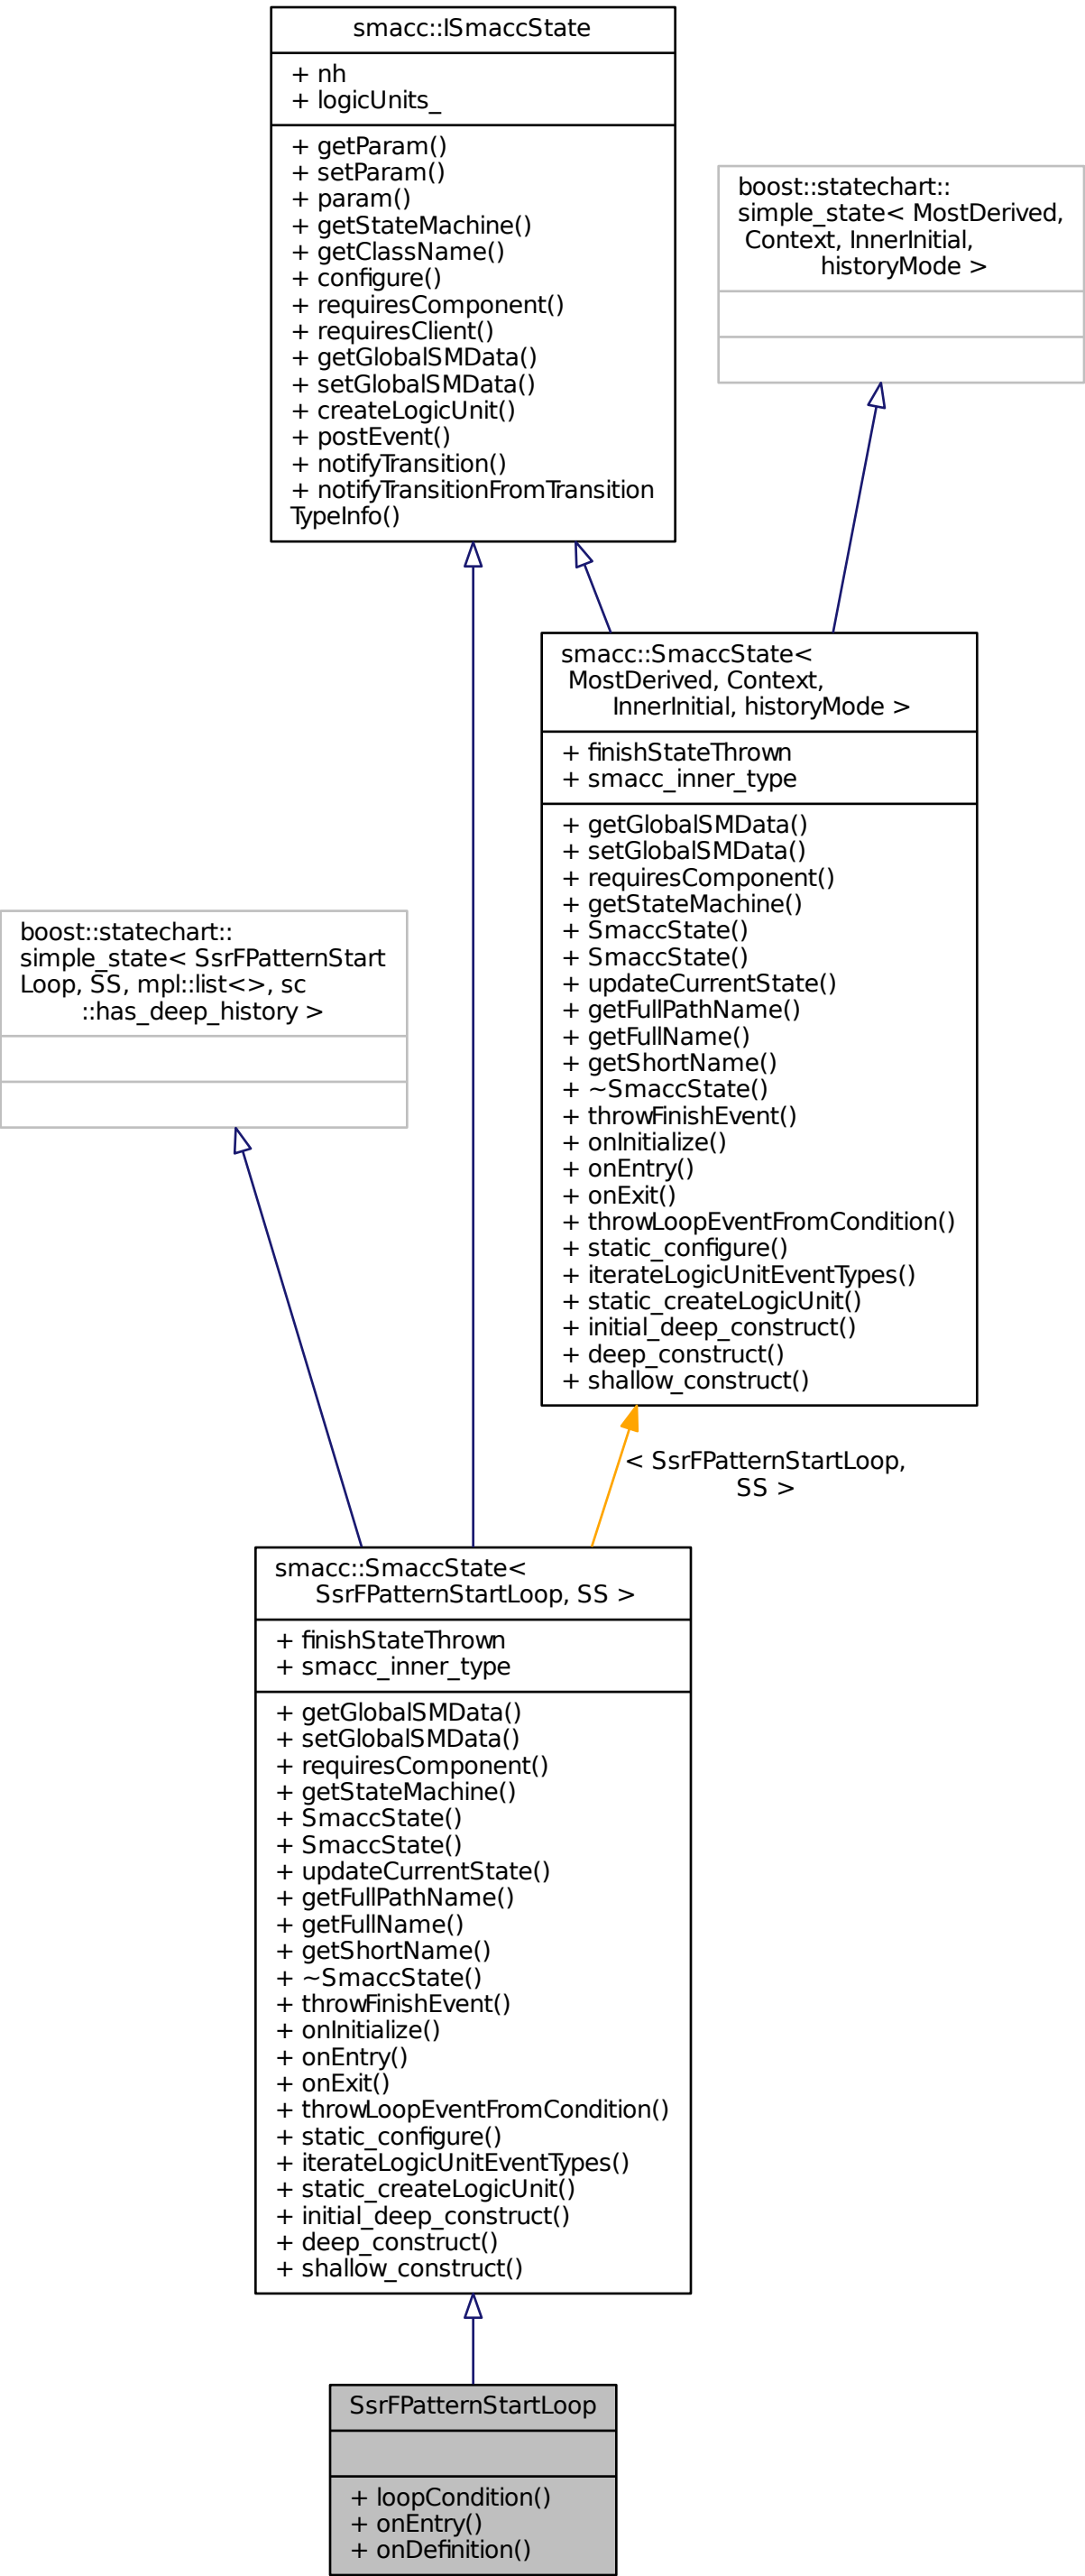 smacc::ISmaccState
+ nh
+ logicUnits_
+ getParam()
+ setParam()
+ param()
+ getStateMachine()
+ getClassName()
+ configure()
+ requiresComponent()
+ requiresClient()
+ getGlobalSMData()
+ setGlobalSMData()
+ createLogicUnit()
+ postEvent()
+ notifyTransition()
+ notifyTransitionFromTransition
TypeInfo()
boost::statechart::
simple_state< MostDerived,
Context, InnerInitial,
historyMode >
smacc::SmaccState<
MostDerived, Context,
InnerInitial, historyMode >
+ finishStateThrown
+ smacc_inner_type
+ getGlobalSMData()
+ setGlobalSMData()
+ requiresComponent()
+ getStateMachine()
+ SmaccState()
+ SmaccState()
+ updateCurrentState()
+ getFullPathName()
+ getFullName()
+ getShortName()
+ ~SmaccState()
+ throwFinishEvent()
+ onInitialize()
+ onEntry()
+ onExit()
+ throwLoopEventFromCondition()
+ static_configure()
+ iterateLogicUnitEventTypes()
+ static_createLogicUnit()
+ initial_deep_construct()
+ deep_construct()
+ shallow_construct()
boost::statechart::
simple_state< SsrFPatternStart
Loop, SS, mpl::list<>, sc
::has_deep_history >
< SsrFPatternStartLoop,
SS >
smacc::SmaccState<
SsrFPatternStartLoop, SS >
+ finishStateThrown
+ smacc_inner_type
+ getGlobalSMData()
+ setGlobalSMData()
+ requiresComponent()
+ getStateMachine()
+ SmaccState()
+ SmaccState()
+ updateCurrentState()
+ getFullPathName()
+ getFullName()
+ getShortName()
+ ~SmaccState()
+ throwFinishEvent()
+ onInitialize()
+ onEntry()
+ onExit()
+ throwLoopEventFromCondition()
+ static_configure()
+ iterateLogicUnitEventTypes()
+ static_createLogicUnit()
+ initial_deep_construct()
+ deep_construct()
+ shallow_construct()
SsrFPatternStartLoop
+ loopCondition()
+ onEntry()
+ onDefinition()